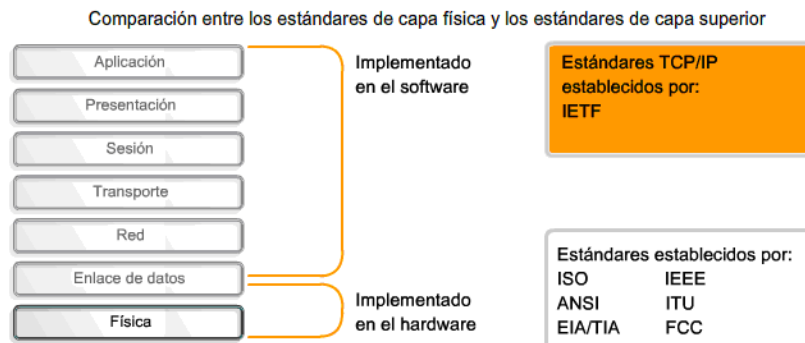 Comparación entre los estándares de capa física y los estándares de capa superior
Aplicación
Presentación
Sesión
Transporte
Red
Enlace de datos
Física
Implementado
en el software
Implementado
en el hardware
Estándares TCP/IP
establecidos por:
IETF
Estándares establecidos por:
ISO IEEE
ANSI ITU
EIA/TIA FCC